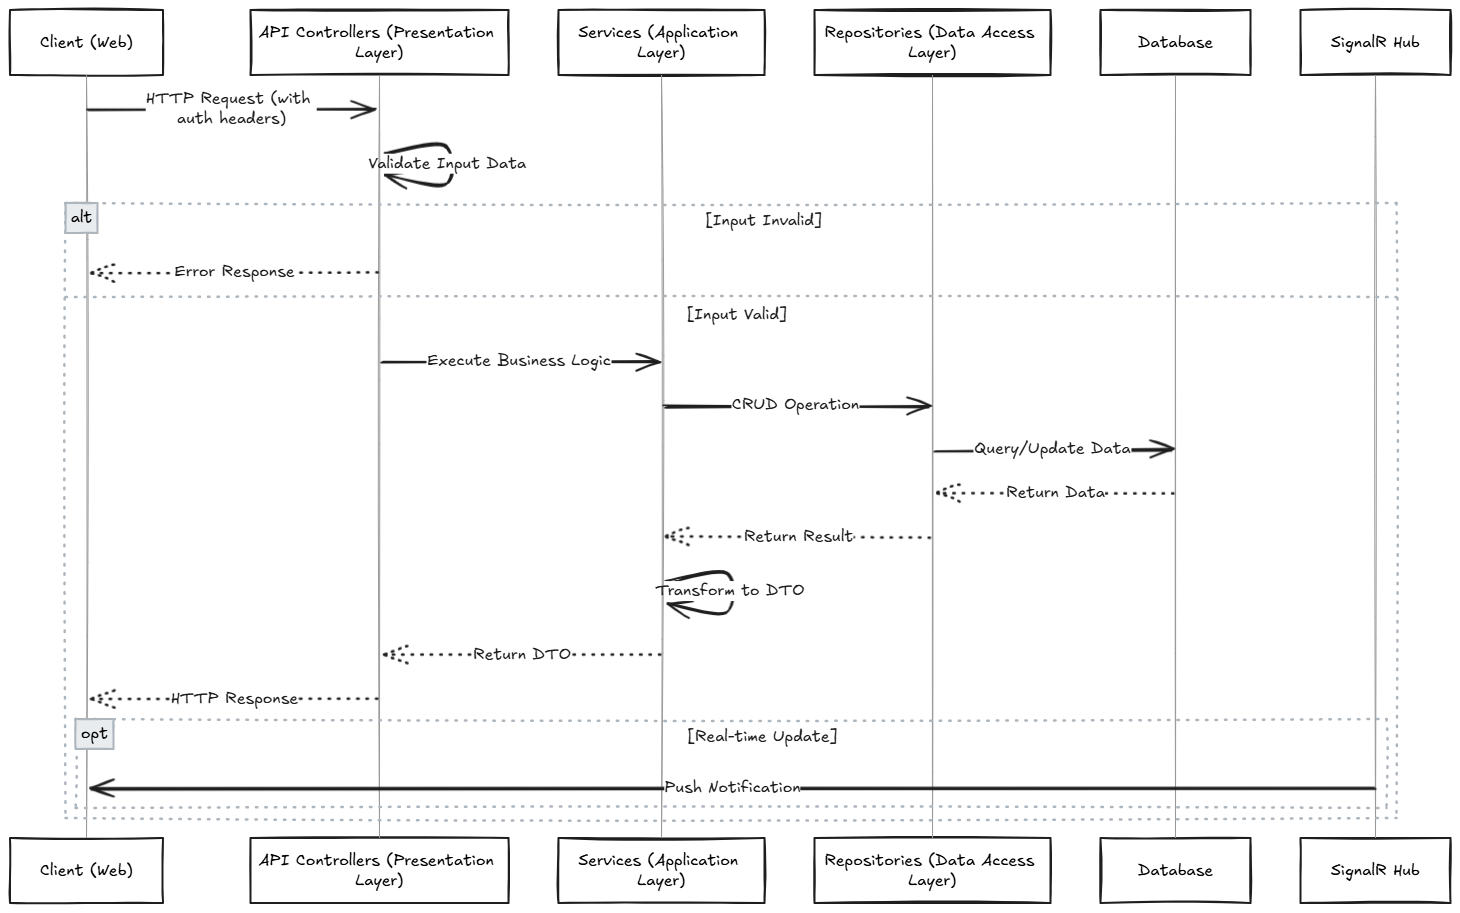 Client (Web)
API Controllers (Presentation
Layer)
Services (Application
Layer)
Repositories (Data Access
Layer)
Database
SignalR Hub
HTTP Request (with
auth headers)
Validate Input Data
alt
[Input Invalid]
Error Response
[Input Valid]
Execute Business Logic
CRUD Operation
Query/Update Data
Return Data
Return Result
Transform to DTO
Return DTO
HTTP Response
opt
[Real-time Update]
Push Notification
Client (Web)
API Controllers (Presentation
Layer)
Services (Application
Layer)
Repositories (Data Access
Layer)
Database
SignalR Hub